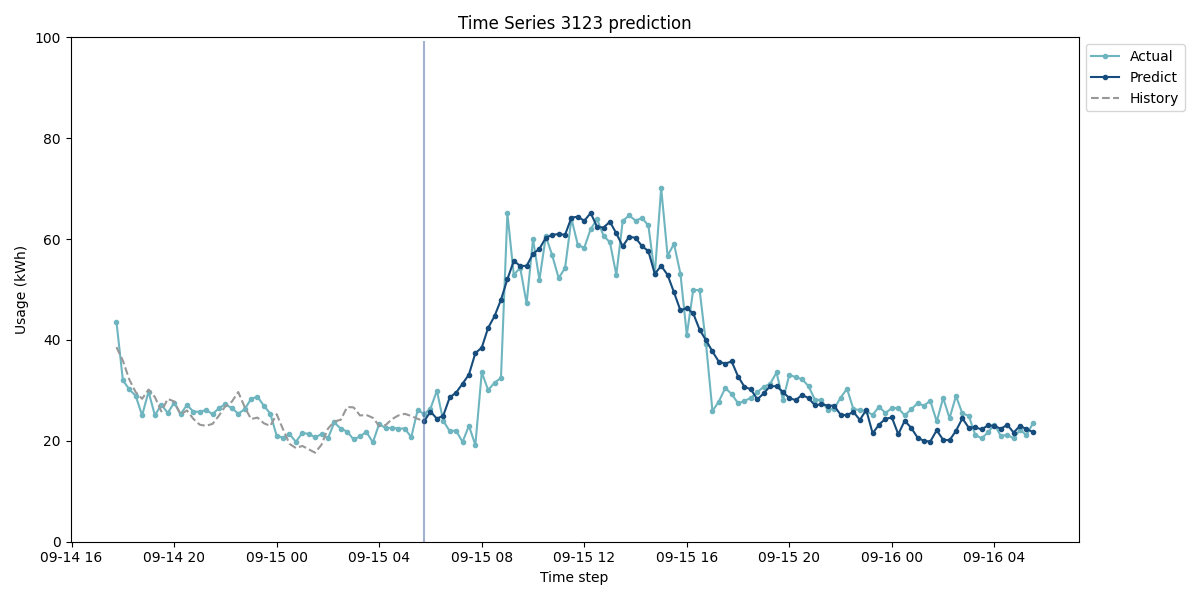 Time Series 3123 prediction
Usage (kWh)
100
80
60
40
20
0
09-14 16
09-14 20
09-15 00
09-15 04
09-15 08
09-15 12
09-15 16
09-15 20
09-16 00
09-16 04
Time step
Actual
Predict
History